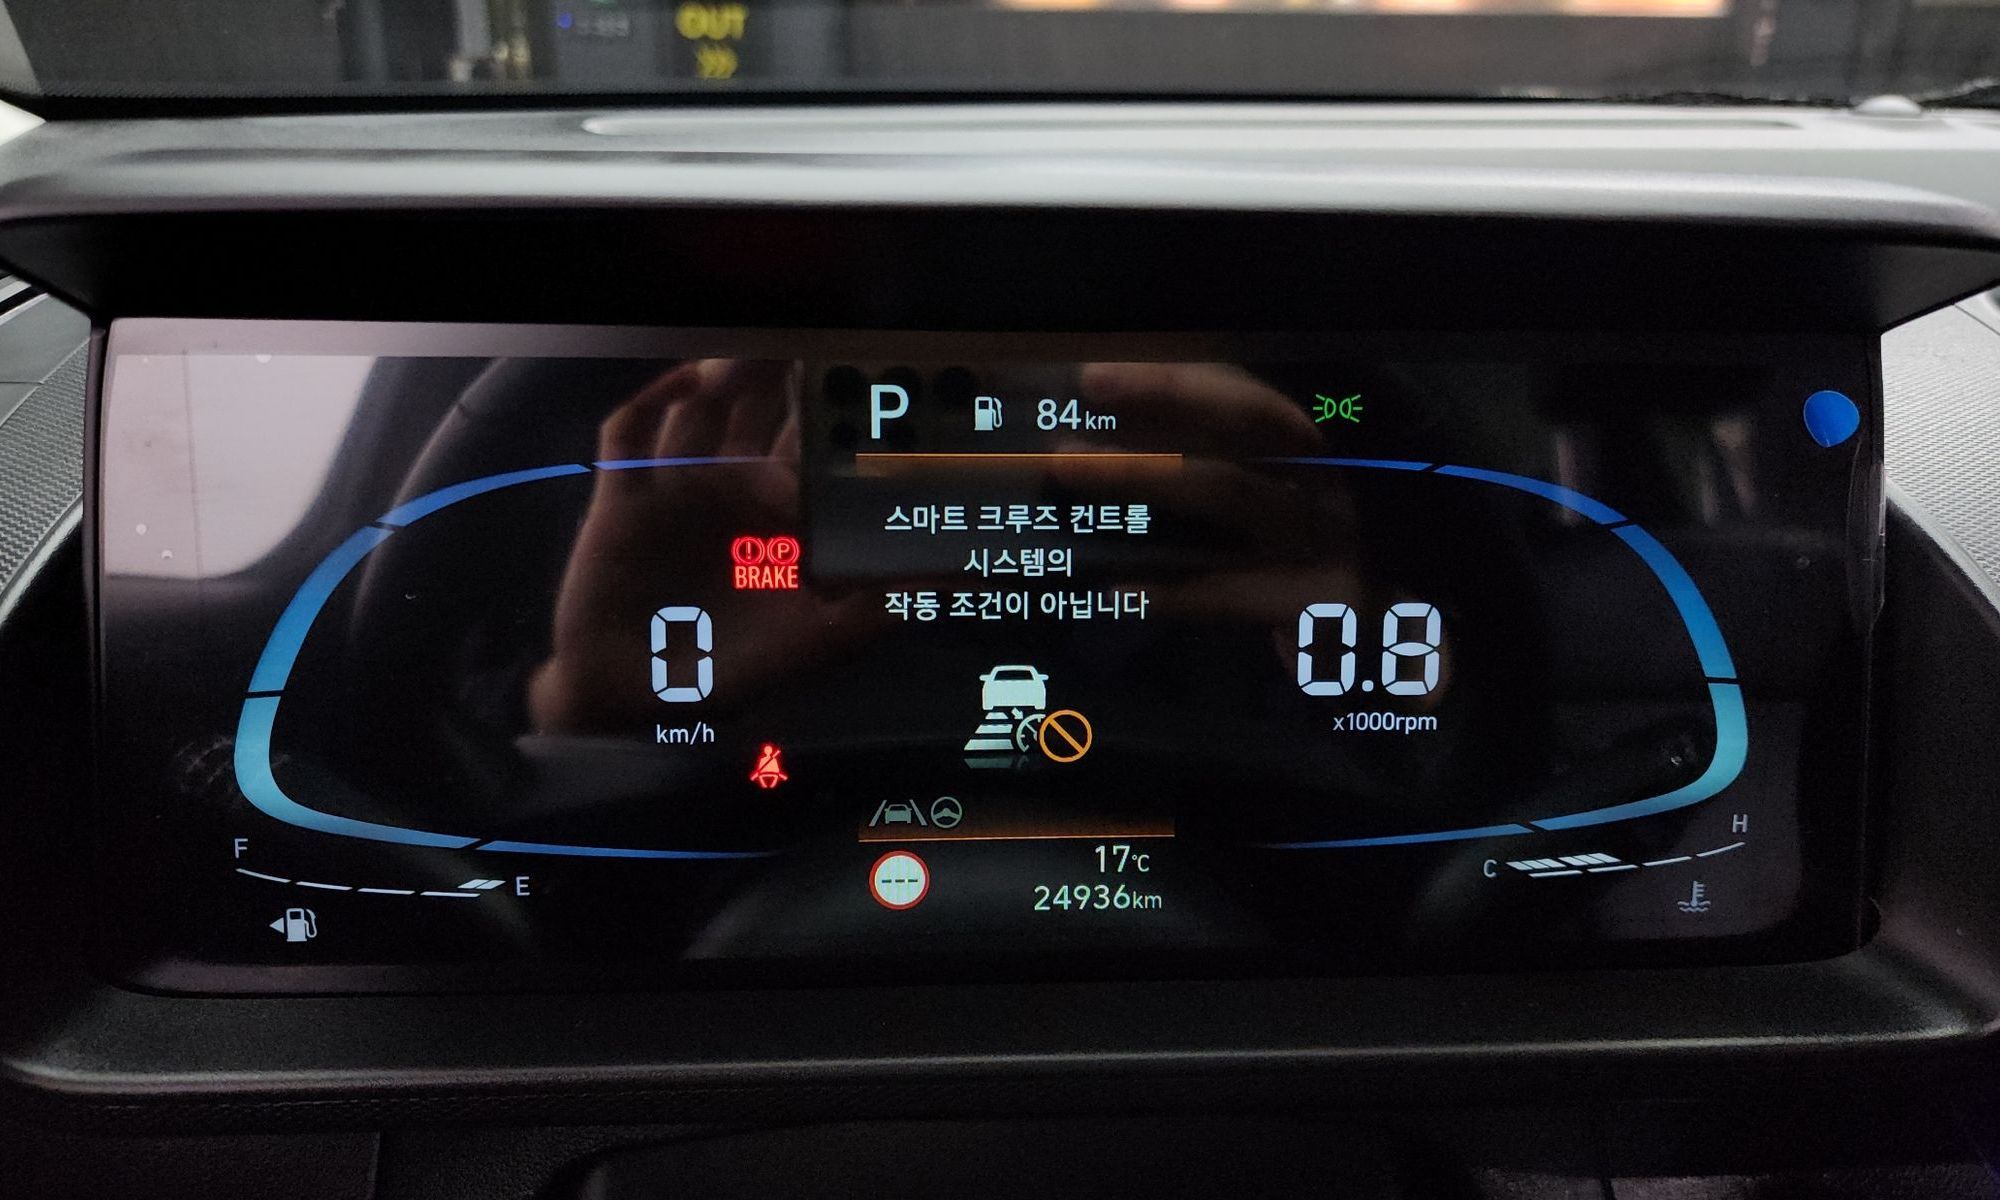 OUT
P 84km
스마트 크루즈 컨트롤
시스템의
작동 조건이 아닙니다
(!) (P)
BRAKE
0
km/h
0.8
x1000rpm
F E
C H
17°C
24936km